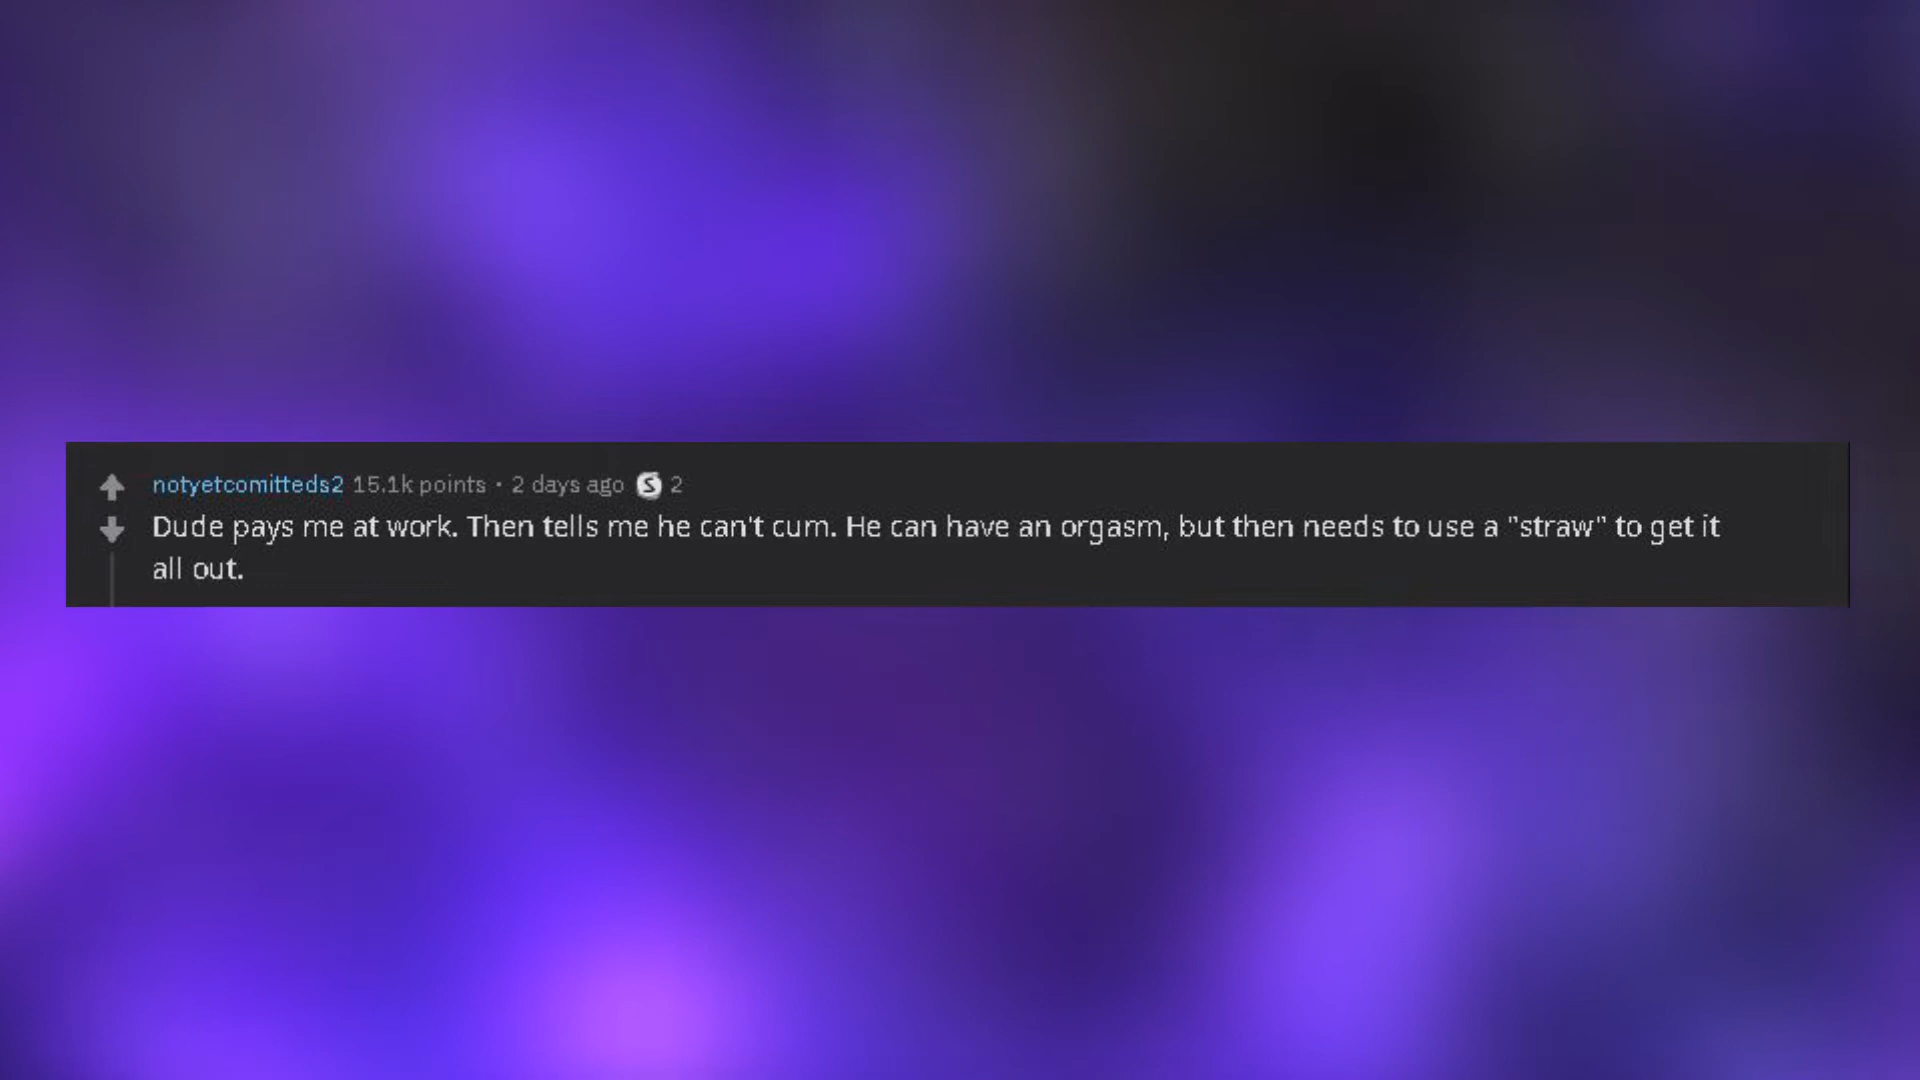 notyetcomitteds2 15.1k points · 2 days ago S 2
Dude pays me at work. Then tells me he can't cum. He can have an orgasm, but then needs to use a "straw" to get it
all out.